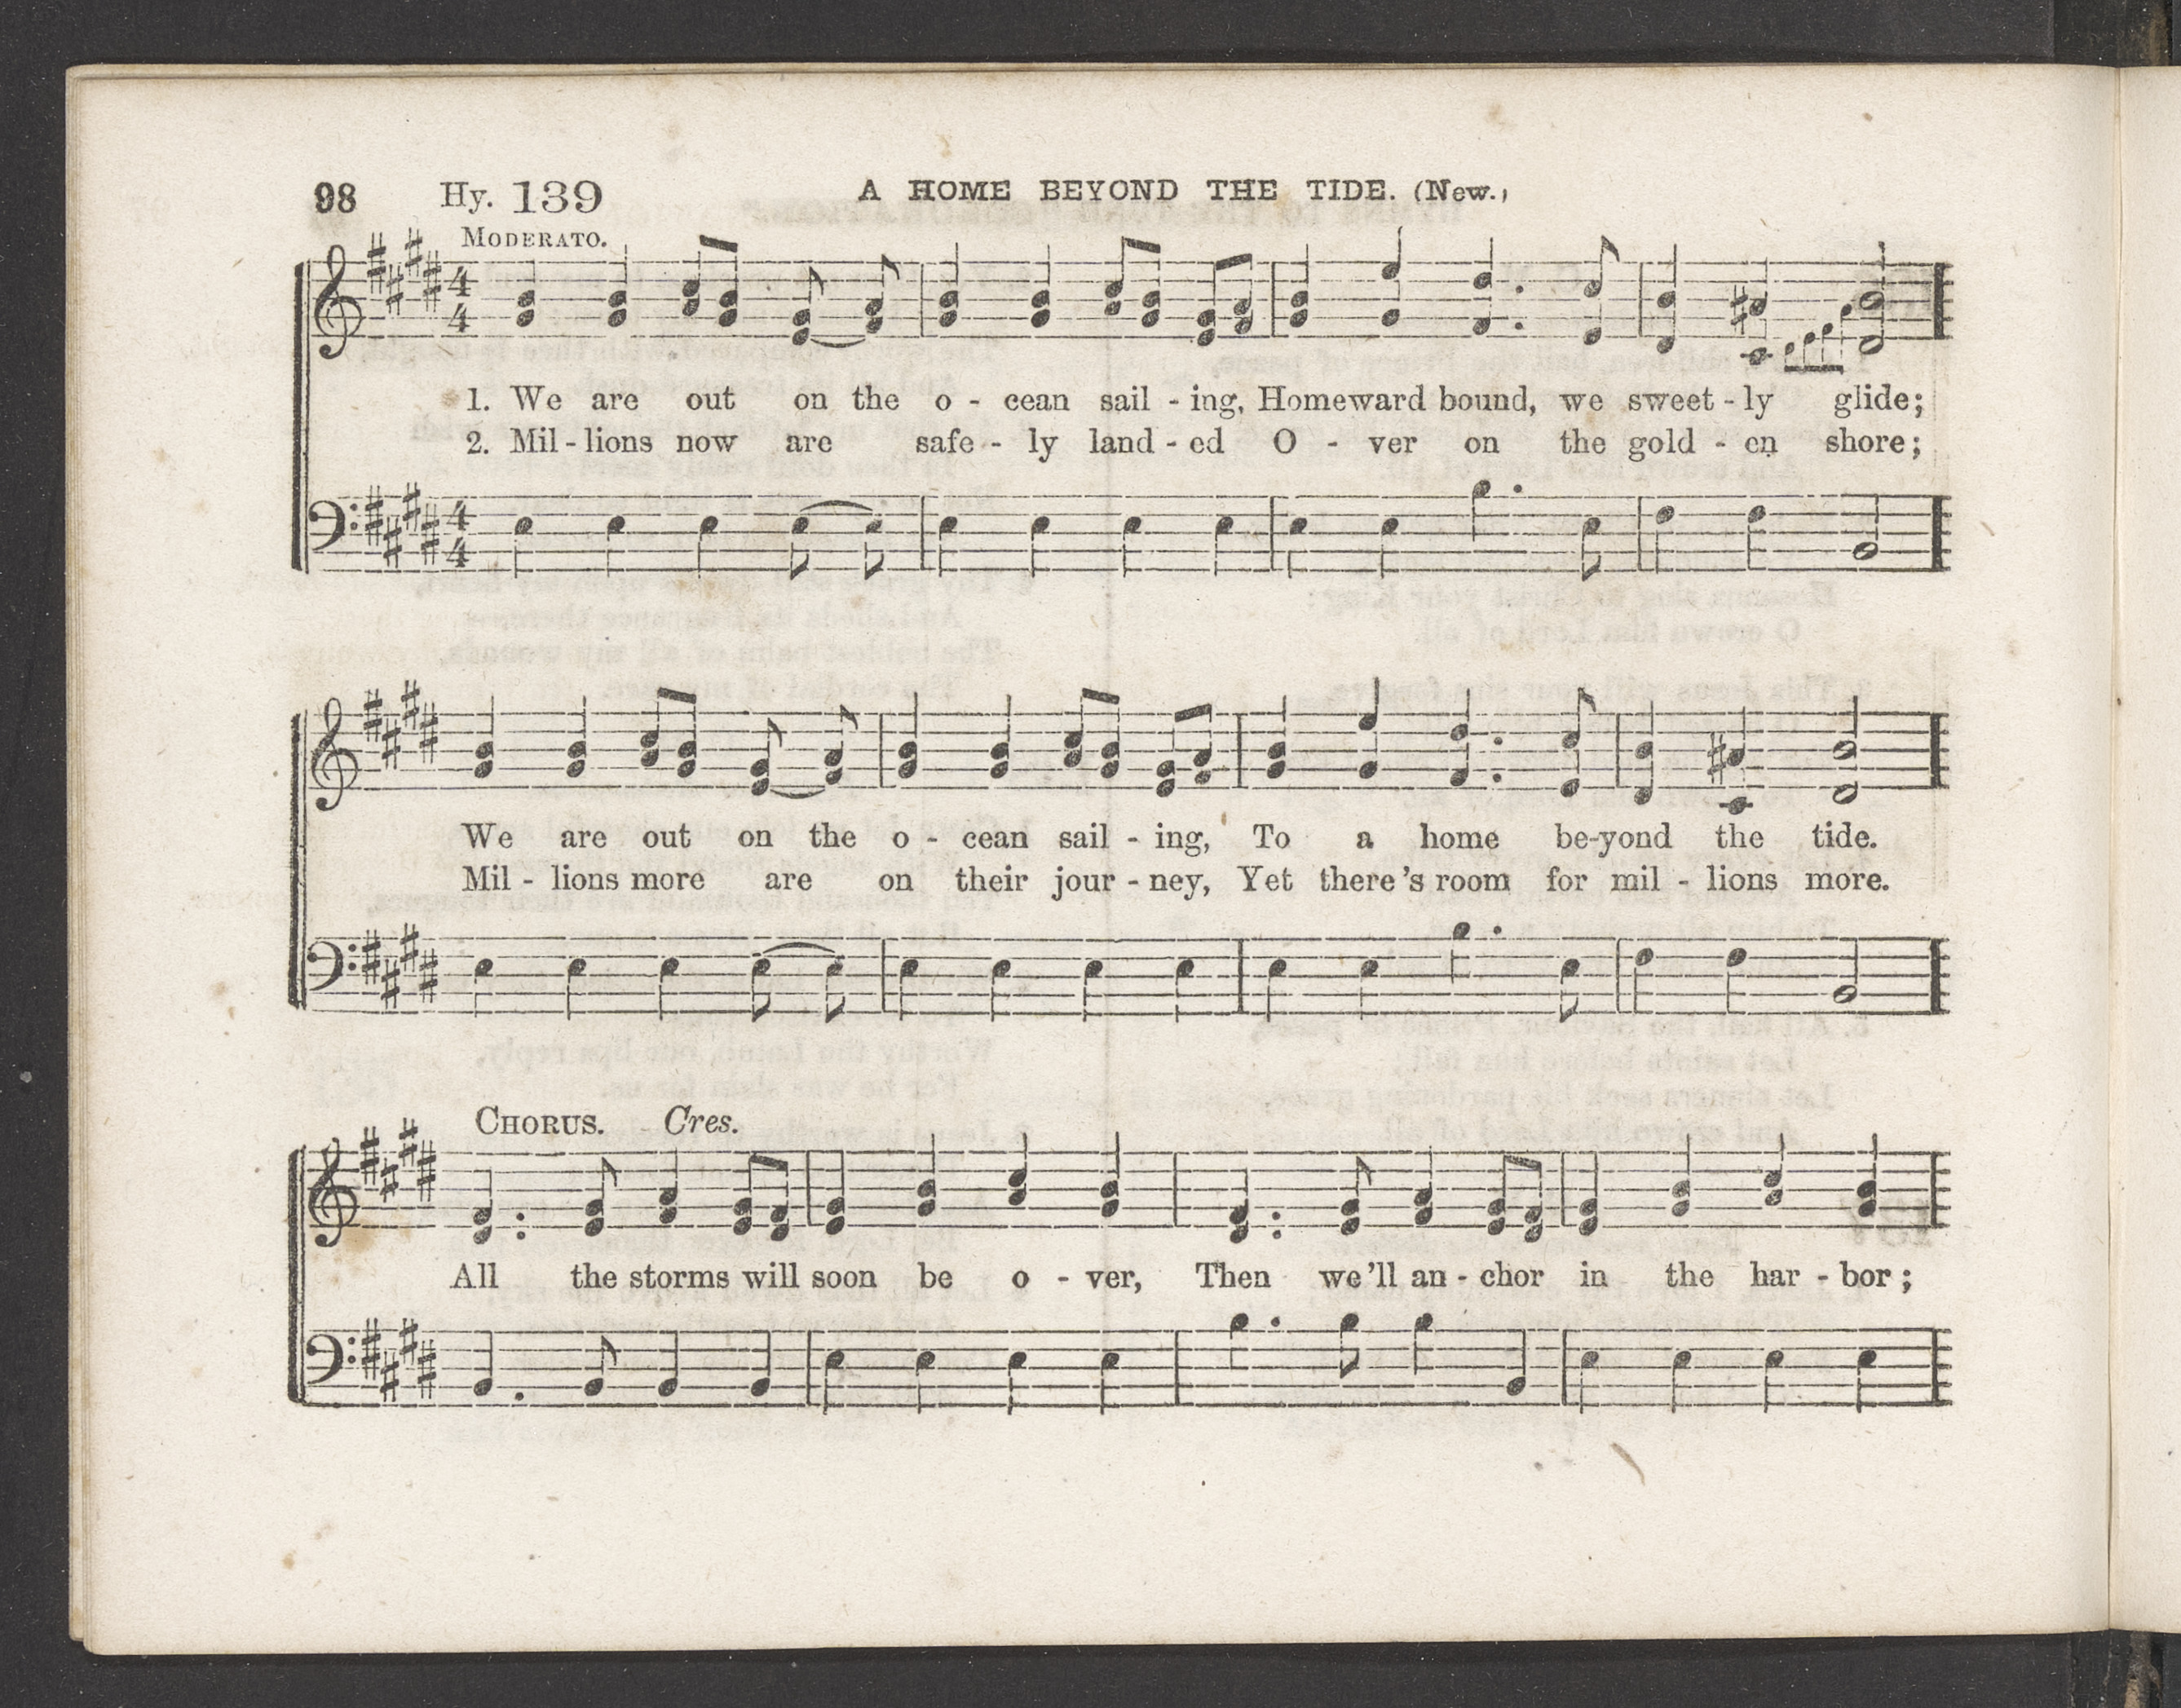 98 Hy. 139 A HOME BEYOND THE TIDE. (New.)
MODERATO.
4
4
1. We are out on the o - cean sail - ing, Homeward bound, we sweet - ly glide;
2. Mil - lions now are safe - ly land - ed O - ver on the gold - en shore;
4
4
We are out on the o - cean sail - ing, To a home be-yond the tide.
Mil - lions more are on their jour - ney, Yet there's room for mil - lions more.
CHORUS. Cres.
All the storms will soon be o - ver, Then we'll an - chor in the har - bor;